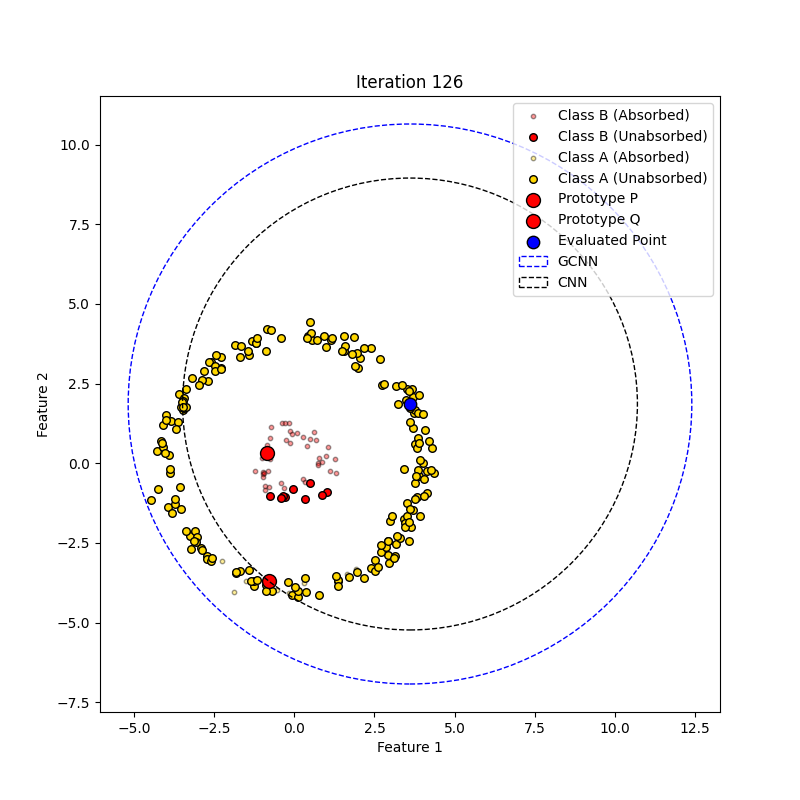 Iteration 126
Class B (Absorbed)
Class B (Unabsorbed)
Class A (Absorbed)
Class A (Unabsorbed)
Prototype P
Prototype Q
Evaluated Point
GCNN
CNN
10.0
7.5
5.0
2.5
0.0
−2.5
−5.0
−7.5
Feature 2
−5.0 −2.5 0.0 2.5 5.0 7.5 10.0 12.5
Feature 1